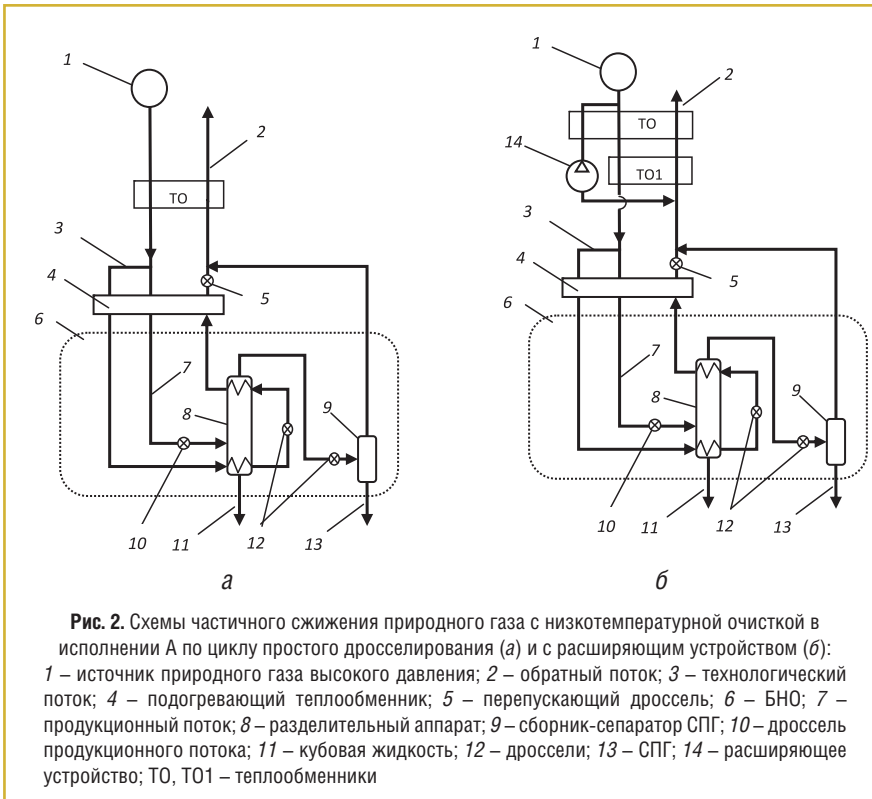 1
2
ТО
3
4
5
6
7
8
9
10
11
12
13
а
1
2
ТО
14
ТО1
3
4
5
6
7
8
9
10
11
12
13
б
Рис. 2. Схемы частичного сжижения природного газа с низкотемпературной очисткой в
исполнении А по циклу простого дросселирования (а) и с расширяющим устройством (б):
1 – источник природного газа высокого давления; 2 – обратный поток; 3 – технологический
поток; 4 – подогревающий теплообменник; 5 – перепускающий дроссель; 6 – БНО; 7 –
продукционный поток; 8 – разделительный аппарат; 9 – сборник-сепаратор СПГ; 10 – дроссель
продукционного потока; 11 – кубовая жидкость; 12 – дроссели; 13 – СПГ; 14 – расширяющее
устройство; ТО, ТО1 – теплообменники